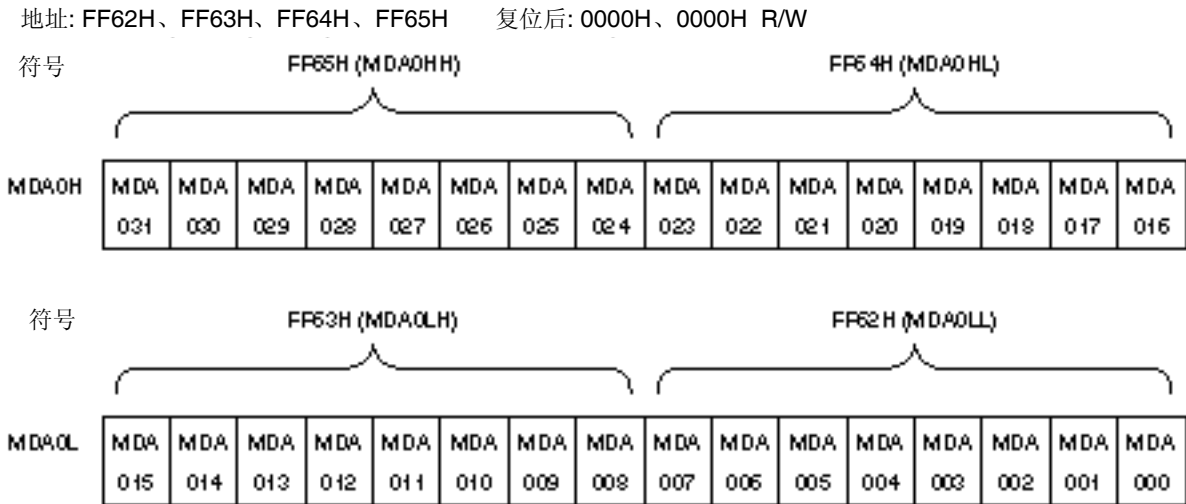 地址: FF62H、FF63H、FF64H、FF65H 复位后: 0000H、0000H R/W
符号 FF65H (MDA0HH) FF64H (MDA0HL)
MDA0H MDA MDA MDA MDA MDA MDA MDA MDA MDA MDA MDA MDA MDA MDA MDA MDA
031 030 029 028 027 026 025 024 023 022 021 020 019 018 017 016
符号 FF63H (MDA0LH) FF62H (MDA0LL)
MDA0L MDA MDA MDA MDA MDA MDA MDA MDA MDA MDA MDA MDA MDA MDA MDA MDA
015 014 013 012 011 010 009 008 007 006 005 004 003 002 001 000